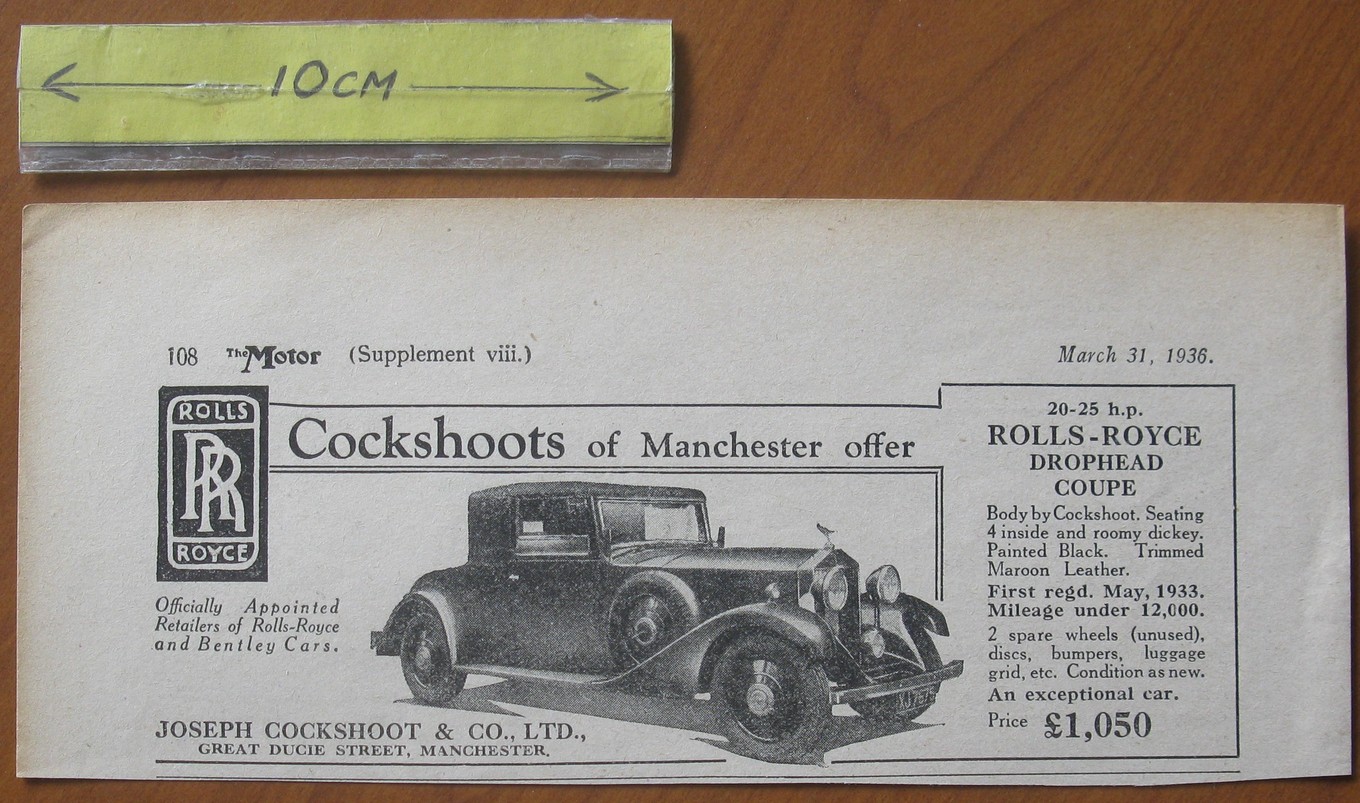 10CM
108 The Motor (Supplement viii.) March 31, 1936.
ROLLS
RR
ROYCE
Cockshoots of Manchester offer
Officially Appointed
Retailers of Rolls-Royce
and Bentley Cars.
JOSEPH COCKSHOOT & CO., LTD.,
GREAT DUCIE STREET, MANCHESTER.
20-25 h.p.
ROLLS-ROYCE
DROPHEAD
COUPE
Body by Cockshoot. Seating
4 inside and roomy dickey.
Painted Black. Trimmed
Maroon Leather.
First regd. May, 1933.
Mileage under 12,000.
2 spare wheels (unused),
discs, bumpers, luggage
grid, etc. Condition as new.
An exceptional car.
Price £1,050